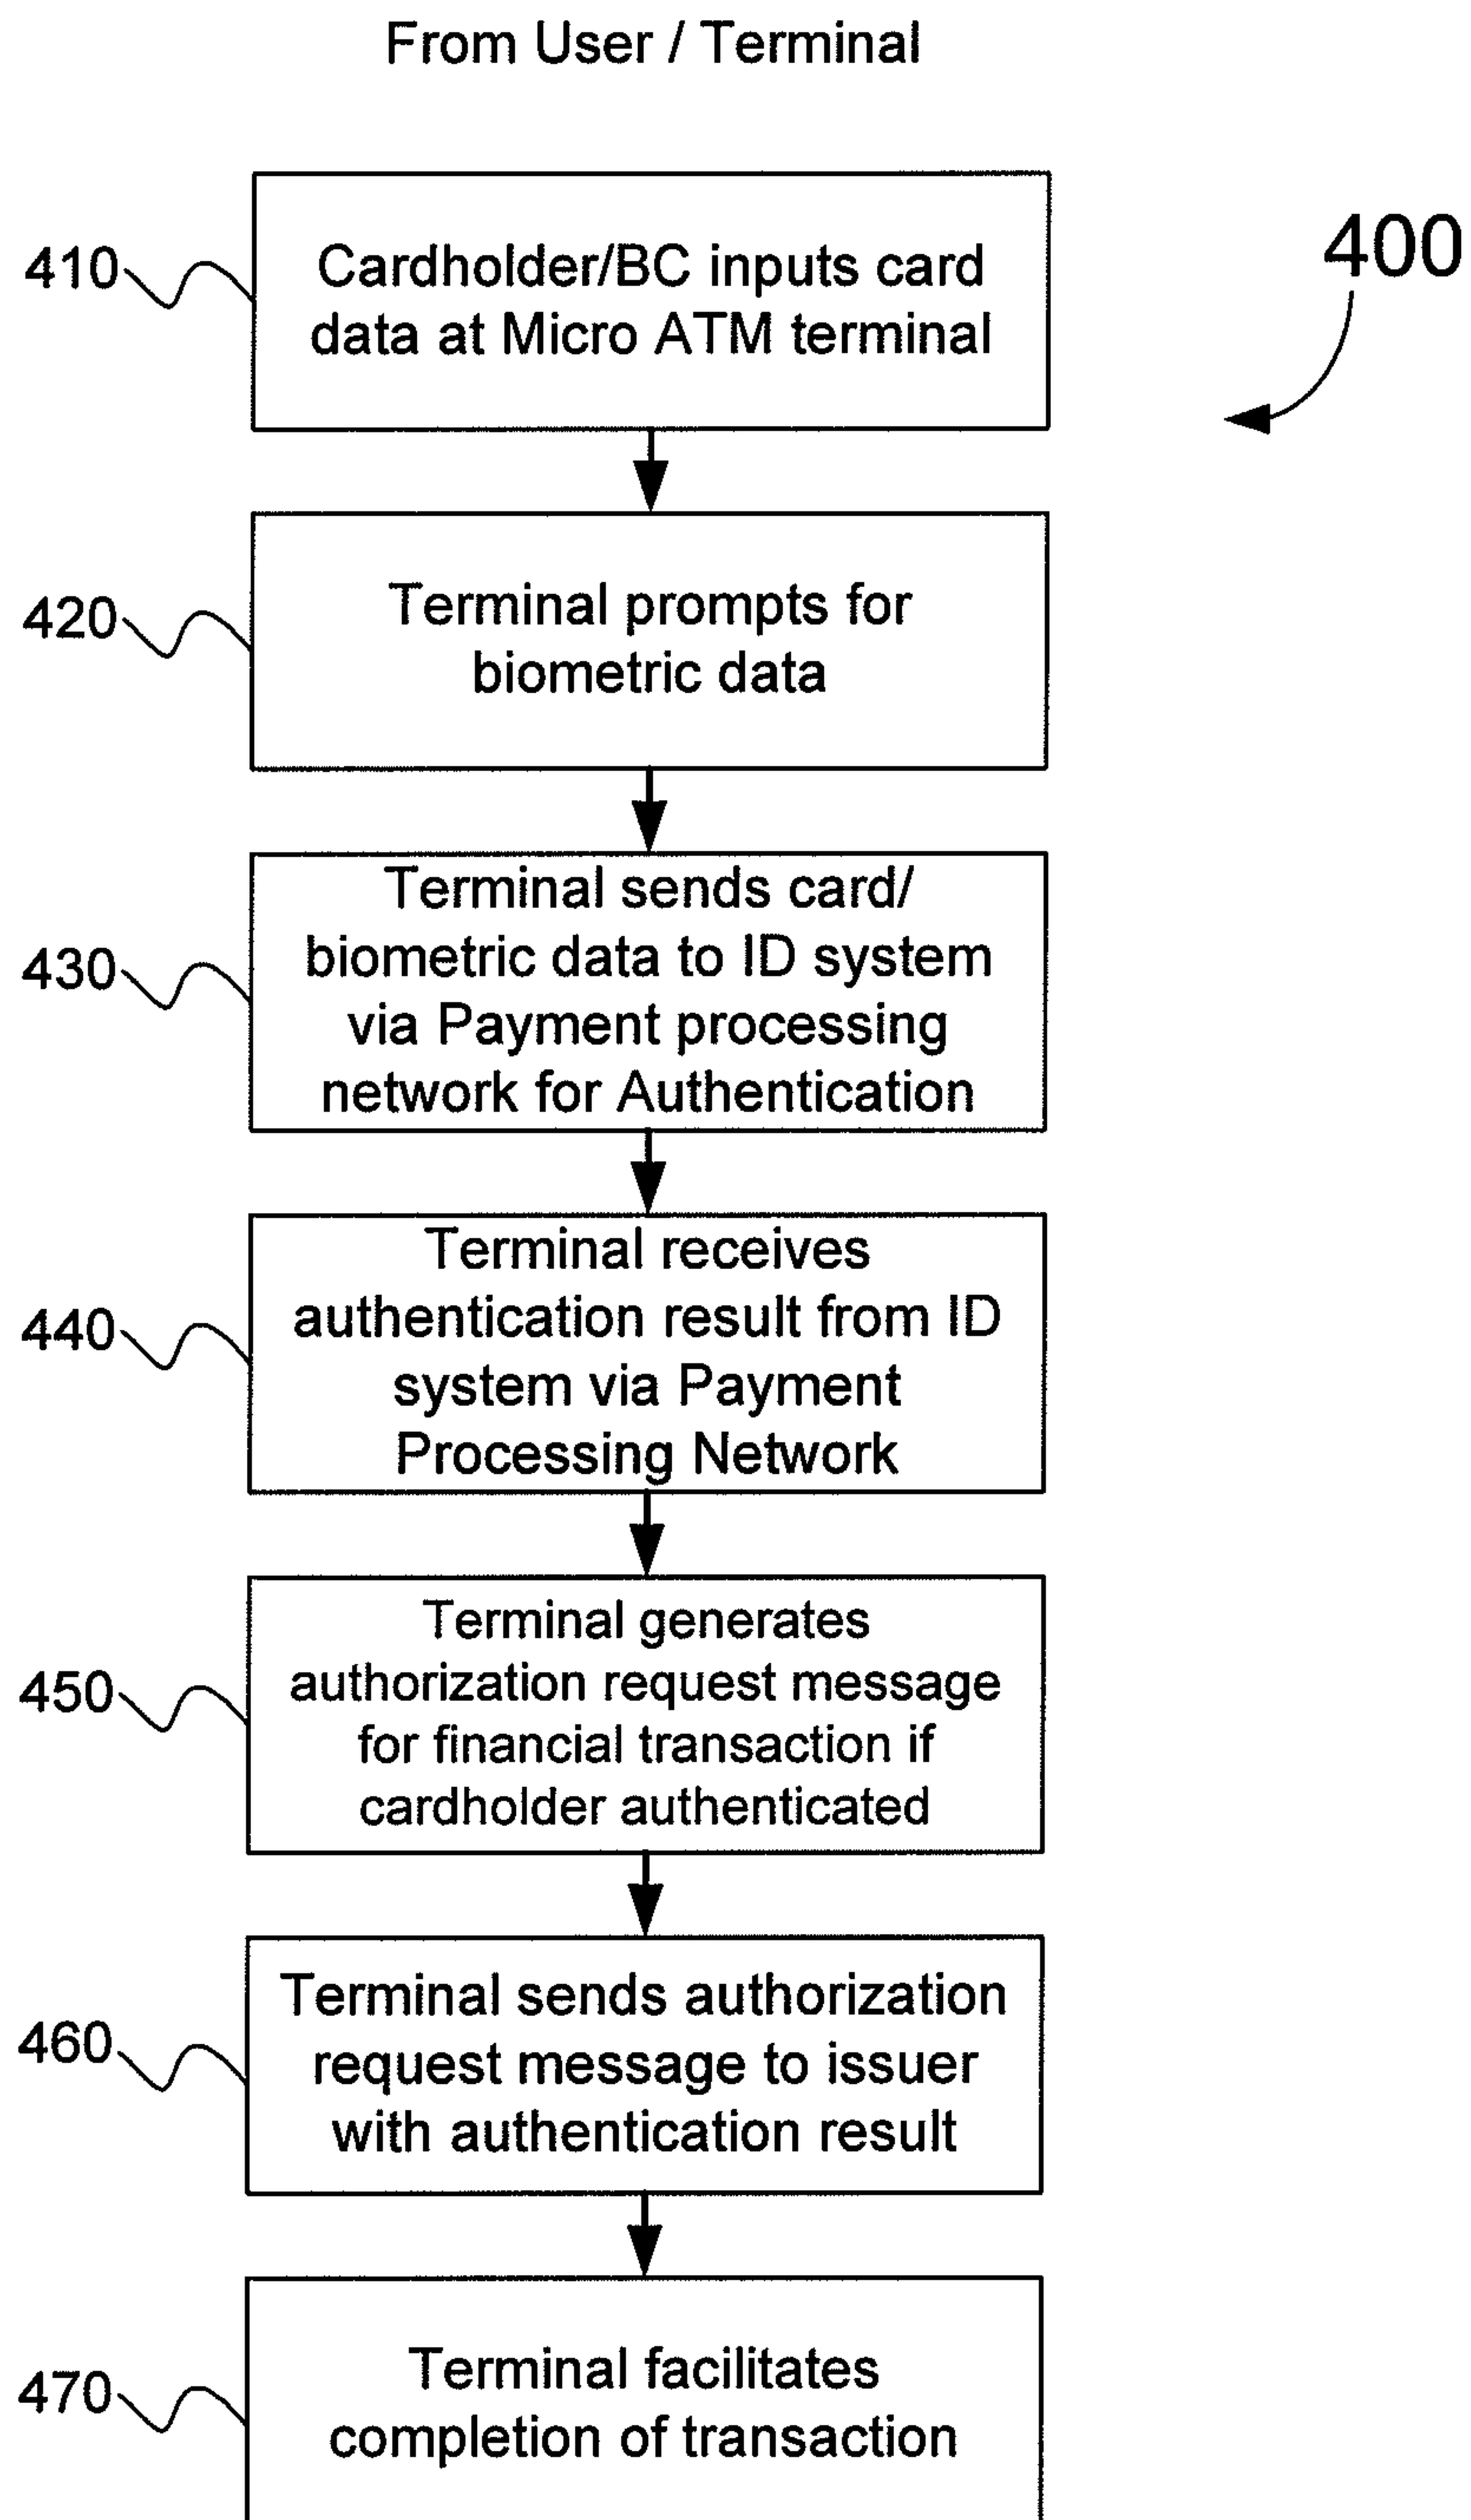 From User / Terminal
400
410
Cardholder/BC inputs card
data at Micro ATM terminal
420
Terminal prompts for
biometric data
430
Terminal sends card/
biometric data to ID system
via Payment processing
network for Authentication
440
Terminal receives
authentication result from ID
system via Payment
Processing Network
450
Terminal generates
authorization request message
for financial transaction if
cardholder authenticated
460
Terminal sends authorization
request message to issuer
with authentication result
470
Terminal facilitates
completion of transaction